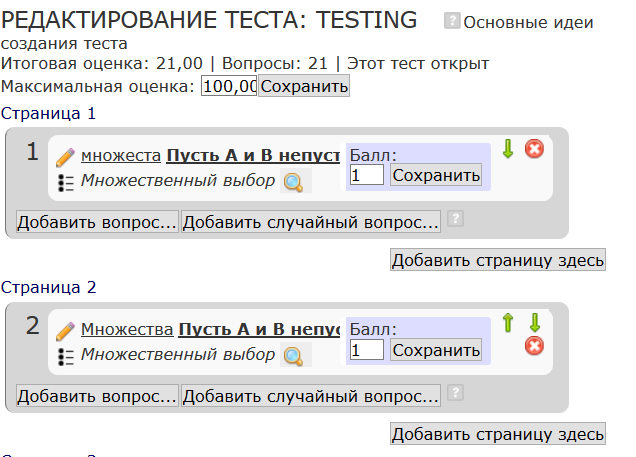 РЕДАКТИРОВАНИЕ ТЕСТА: TESTING ? Основные идеи
создания теста
Итоговая оценка: 21,00 | Вопросы: 21 | Этот тест открыт
Максимальная оценка: 100,00 Сохранить
Страница 1
1 множеста Пусть А и В непуст Балл:
Множественный выбор 1 Сохранить
Добавить вопрос... Добавить случайный вопрос... ?
Добавить страницу здесь
Страница 2
2 Множества Пусть А и В непус Балл:
Множественный выбор 1 Сохранить
Добавить вопрос... Добавить случайный вопрос... ?
Добавить страницу здесь